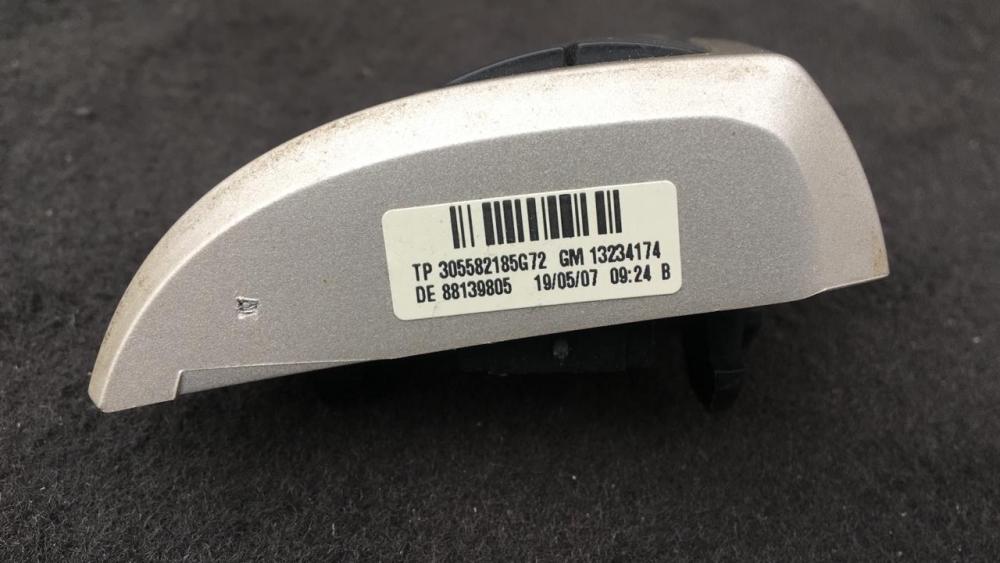 TP 305582185G72 GM 13234174
DE 88139805 19/05/07 09:24 B